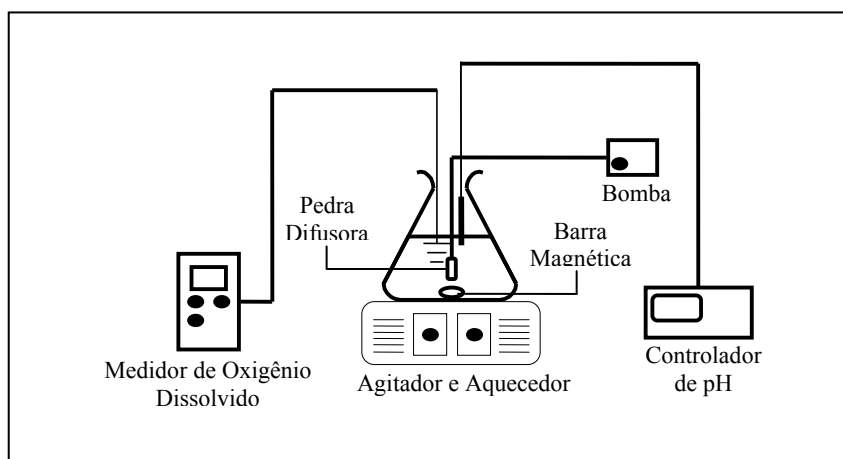 Pedra
Difusora
Bomba
Barra
Magnética
Medidor de Oxigênio
Dissolvido
Agitador e Aquecedor
Controlador
de pH